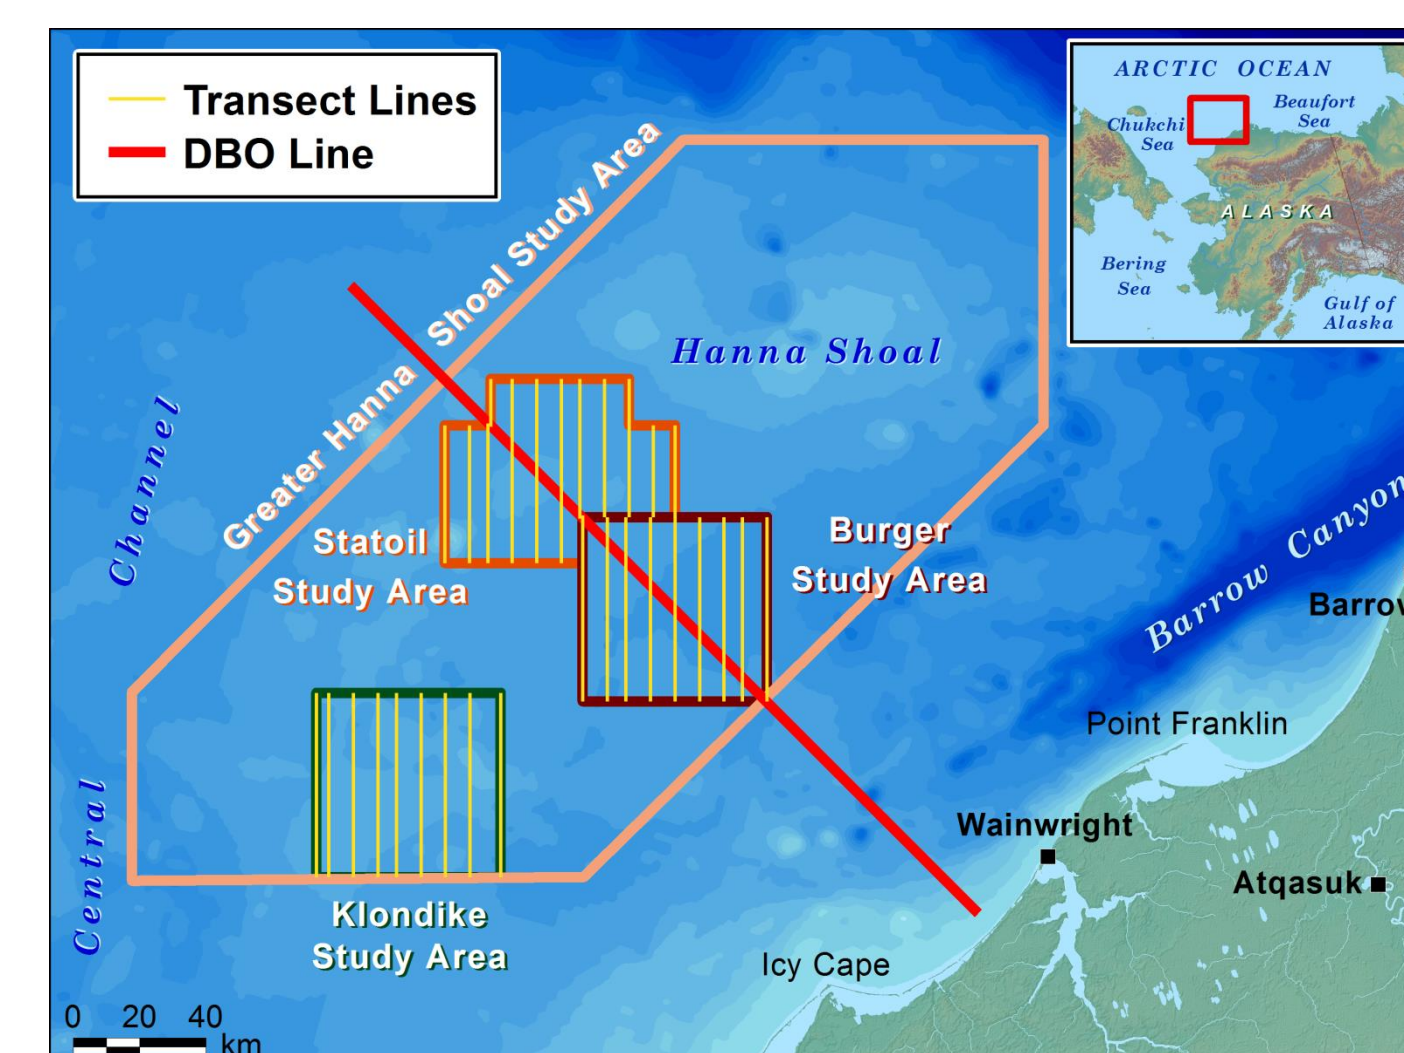 Transect Lines
DBO Line
ARCTIC OCEAN
Beaufort
Sea
Chukchi
Sea
ALASKA
Bering
Sea
Gulf of
Alaska
Greater Hanna Shoal Study Area
Hanna Shoal
Central Channel
Statoil
Study Area
Burger
Study Area
Barrow Canyon
Barrow
Point Franklin
Wainwright
Atqasuk
Klondike
Study Area
Icy Cape
0 20 40
km